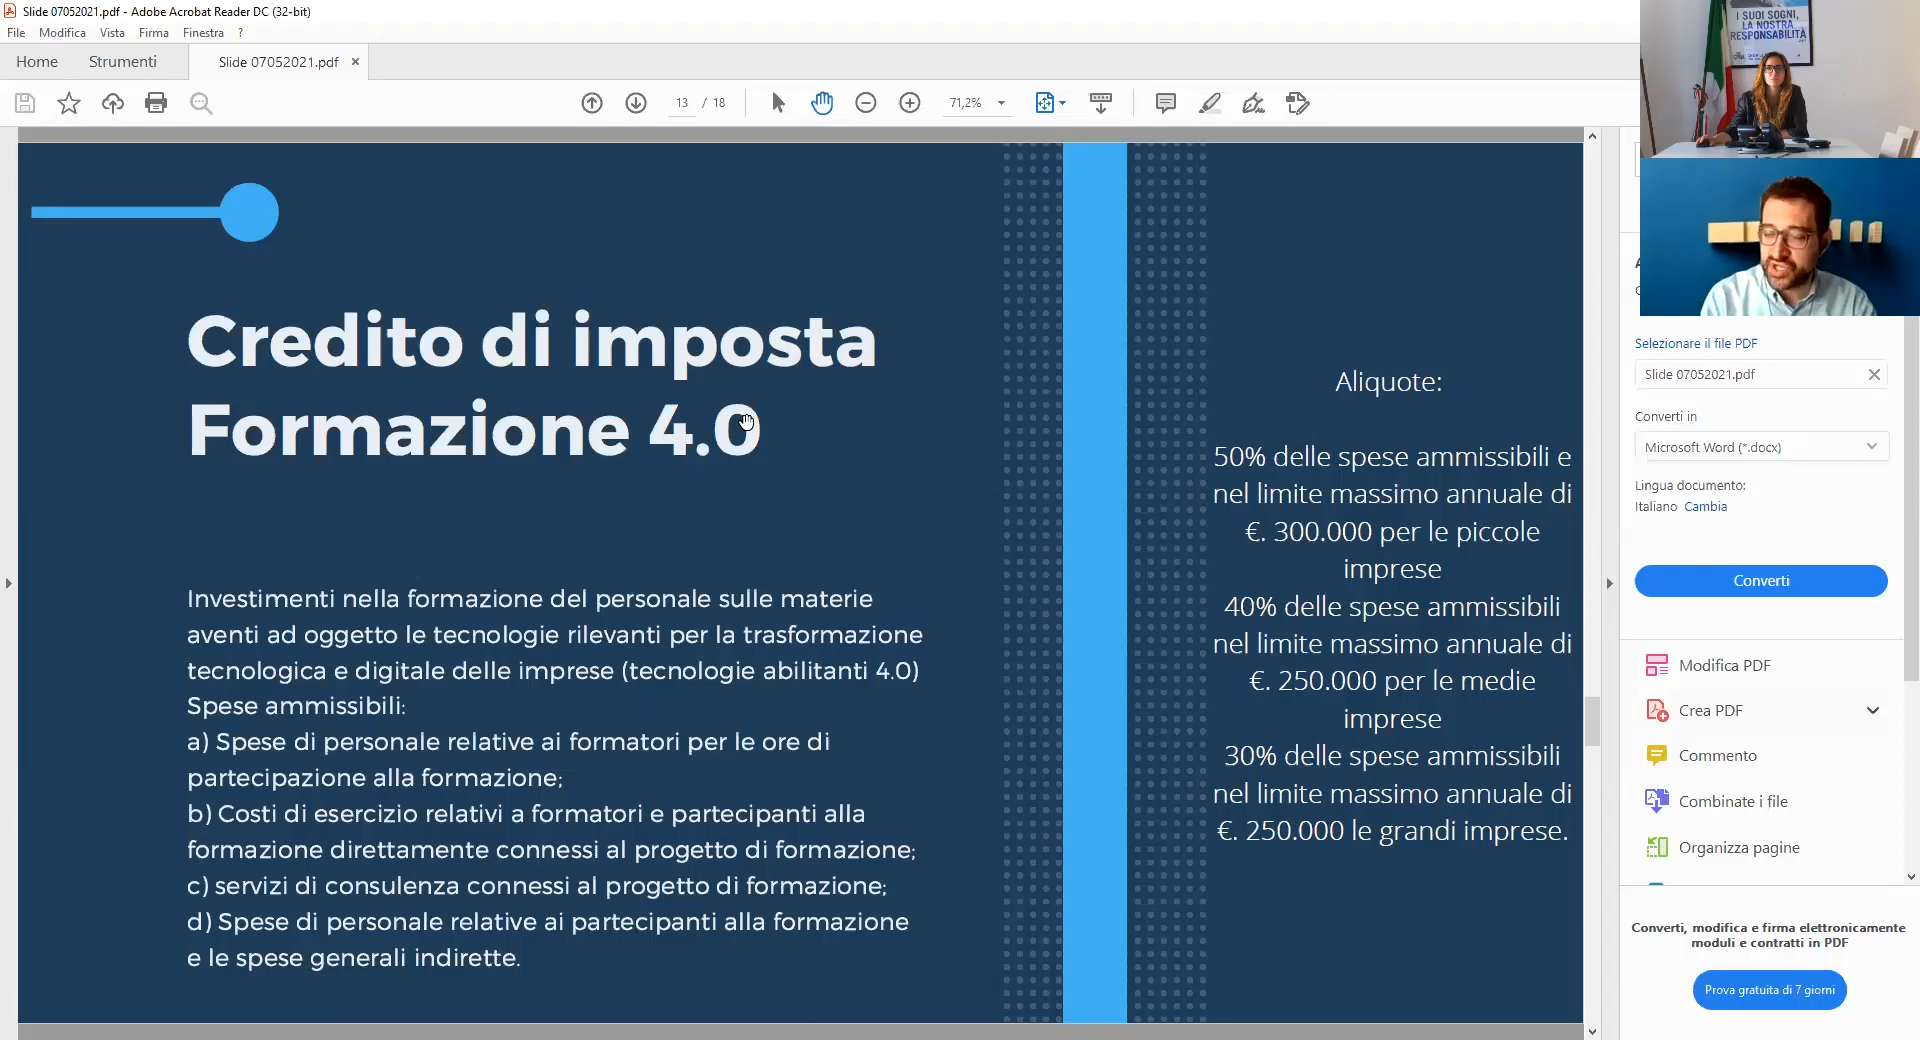 Slide 07052021.pdf - Adobe Acrobat Reader DC (32-bit)
File Modifica Vista Firma Finestra ?
Home Strumenti Slide 07052021.pdf ×
13 / 18 71,2%
Credito di imposta
Formazione 4.0
Investimenti nella formazione del personale sulle materie
aventi ad oggetto le tecnologie rilevanti per la trasformazione
tecnologica e digitale delle imprese (tecnologie abilitanti 4.0)
Spese ammissibili:
a) Spese di personale relative ai formatori per le ore di
partecipazione alla formazione;
b) Costi di esercizio relativi a formatori e partecipanti alla
formazione direttamente connessi al progetto di formazione;
c) servizi di consulenza connessi al progetto di formazione;
d) Spese di personale relative ai partecipanti alla formazione
e le spese generali indirette.
Aliquote:
50% delle spese ammissibili e
nel limite massimo annuale di
€. 300.000 per le piccole
imprese
40% delle spese ammissibili
nel limite massimo annuale di
€. 250.000 per le medie
imprese
30% delle spese ammissibili
nel limite massimo annuale di
€. 250.000 le grandi imprese.
I SUOI SOGNI,
LA NOSTRA
RESPONSABILITÀ
Selezionare il file PDF
Slide 07052021.pdf
Converti in
Microsoft Word (*.docx)
Lingua documento:
Italiano Cambia
Converti
Modifica PDF
Crea PDF
Commento
Combinate i file
Organizza pagine
Converti, modifica e firma elettronicamente
moduli e contratti in PDF
Prova gratuita di 7 giorni